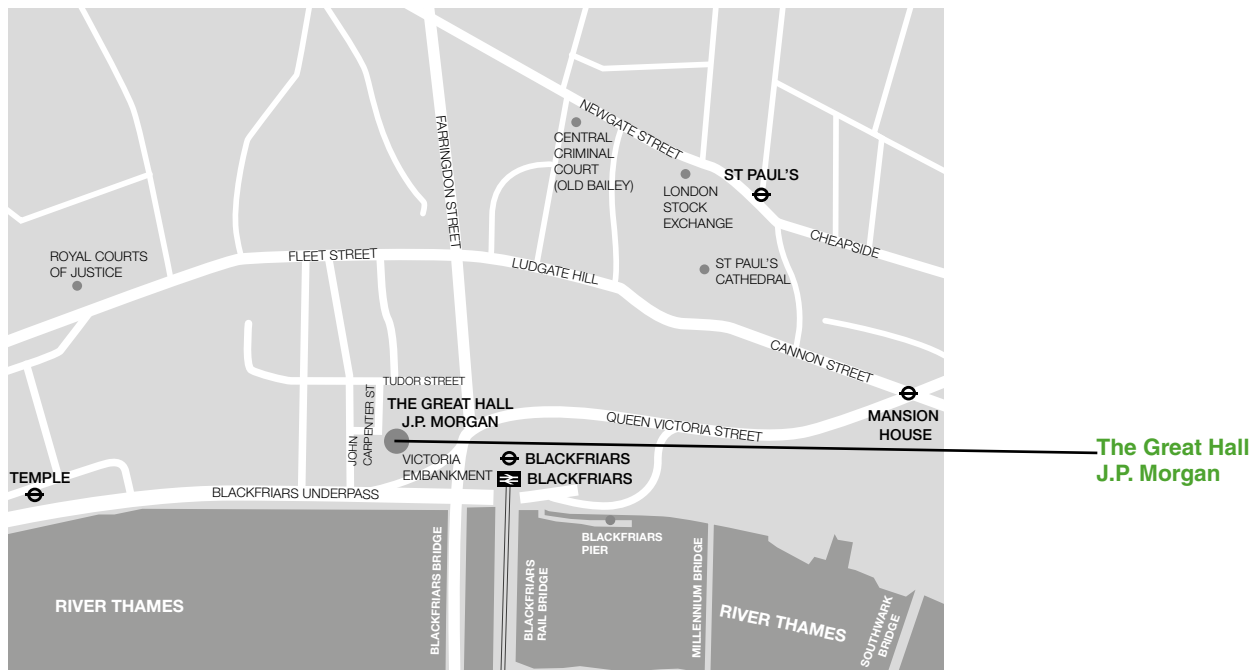 NEWGATE STREET
FARRINGDON STREET
CENTRAL
CRIMINAL
COURT
(OLD BAILEY)
ST PAUL'S
LONDON
STOCK
EXCHANGE
CHEAPSIDE
ROYAL COURTS
OF JUSTICE
FLEET STREET
LUDGATE HILL
ST PAUL'S
CATHEDRAL
CANNON STREET
TUDOR STREET
JOHN
CARPENTER ST
THE GREAT HALL
J.P. MORGAN
QUEEN VICTORIA STREET
MANSION
HOUSE
The Great Hall
J.P. Morgan
VICTORIA
EMBANKMENT
BLACKFRIARS
BLACKFRIARS
TEMPLE
BLACKFRIARS UNDERPASS
BLACKFRIARS
PIER
BLACKFRIARS BRIDGE
BLACKFRIARS
RAIL BRIDGE
MILLENNIUM BRIDGE
RIVER THAMES
RIVER THAMES
SOUTHWARK
BRIDGE